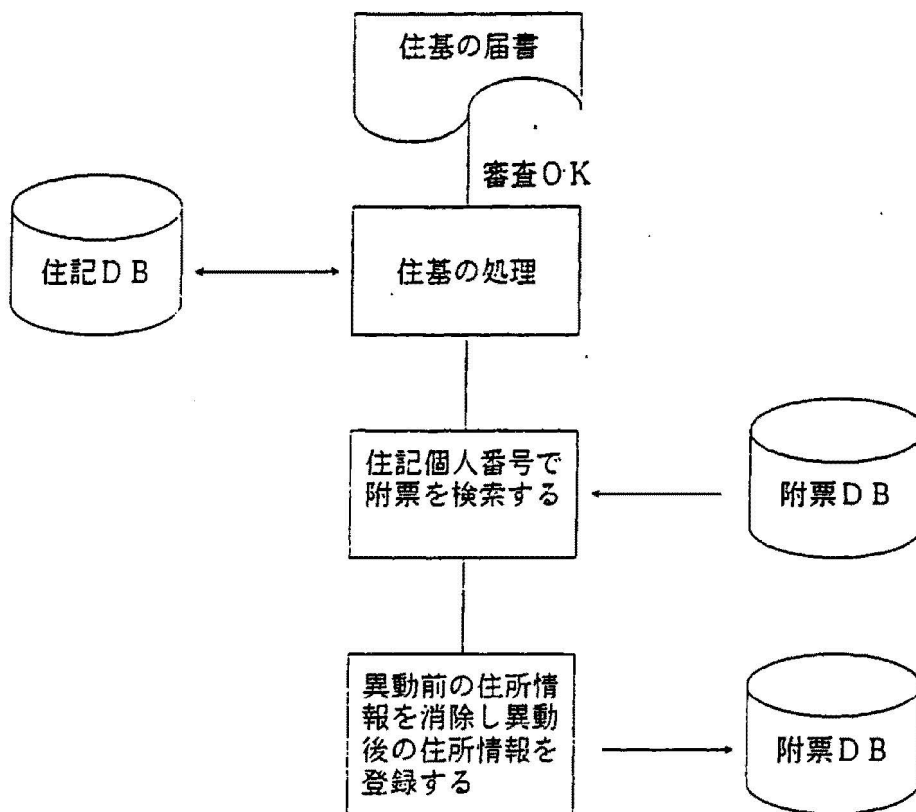 住基の届書
審査OK
住記DB
住基の処理
住記個人番号で
附票を検索する
附票DB
異動前の住所情
報を消除し異動
後の住所情報を
登録する
附票DB